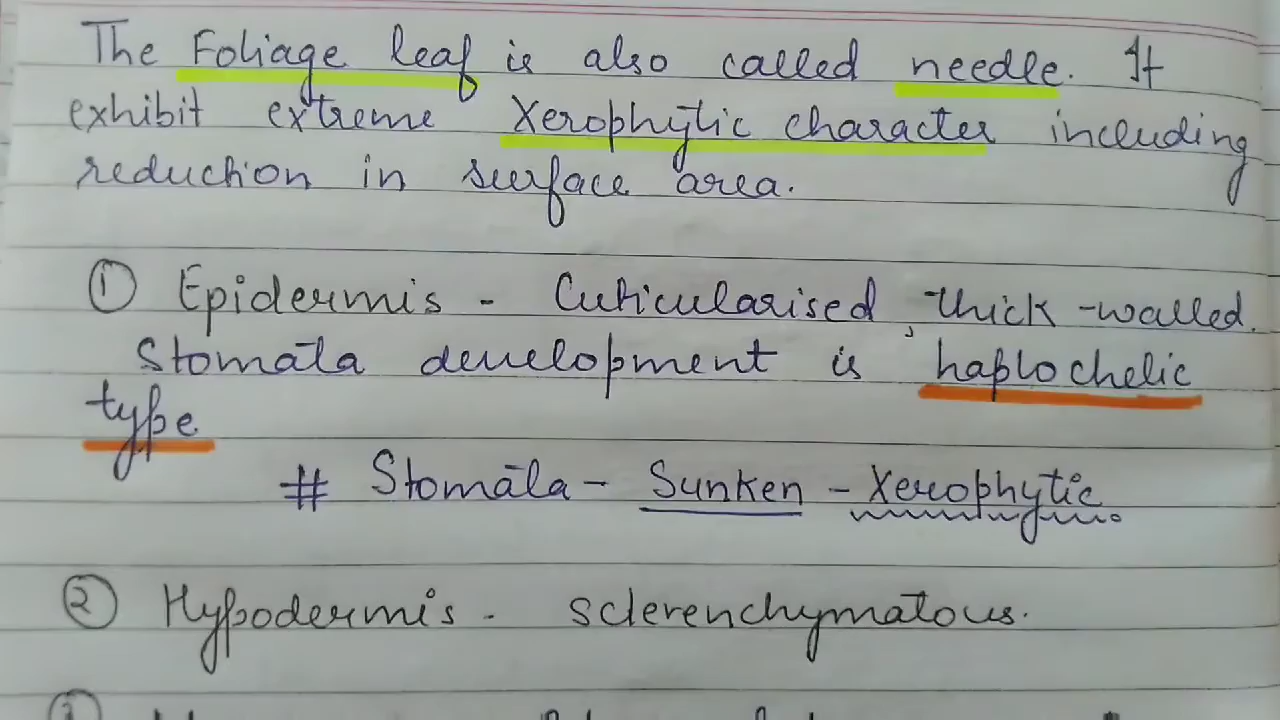 The Foliage leaf is also called needle. It
exhibit extreme Xerophytic character including
reduction in surface area.
① Epidermis - Cuticularised, thick-walled.
Stomata development is haplochelic
type
# Stomata - Sunken - Xerophytic
② Hypodermis - sclerenchymatous.